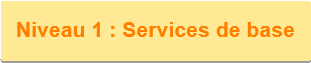 Niveau 1 : Services de base